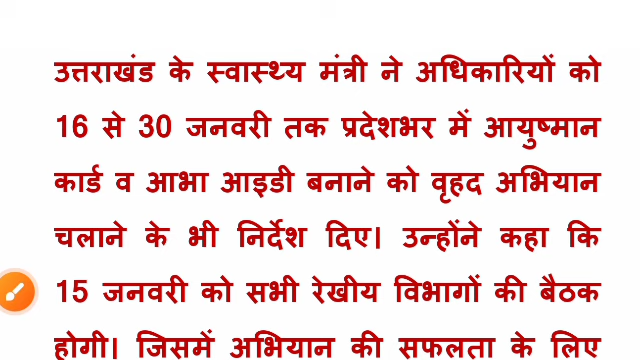 उत्तराखंड के स्वास्थ्य मंत्री ने अधिकारियों को
16 से 30 जनवरी तक प्रदेशभर में आयुष्मान
कार्ड व आभा आइडी बनाने को वृहद अभियान
चलाने के भी निर्देश दिए। उन्होंने कहा कि
15 जनवरी को सभी रेखीय विभागों की बैठक
होगी। जिसमें अभियान की सफलता के लिए